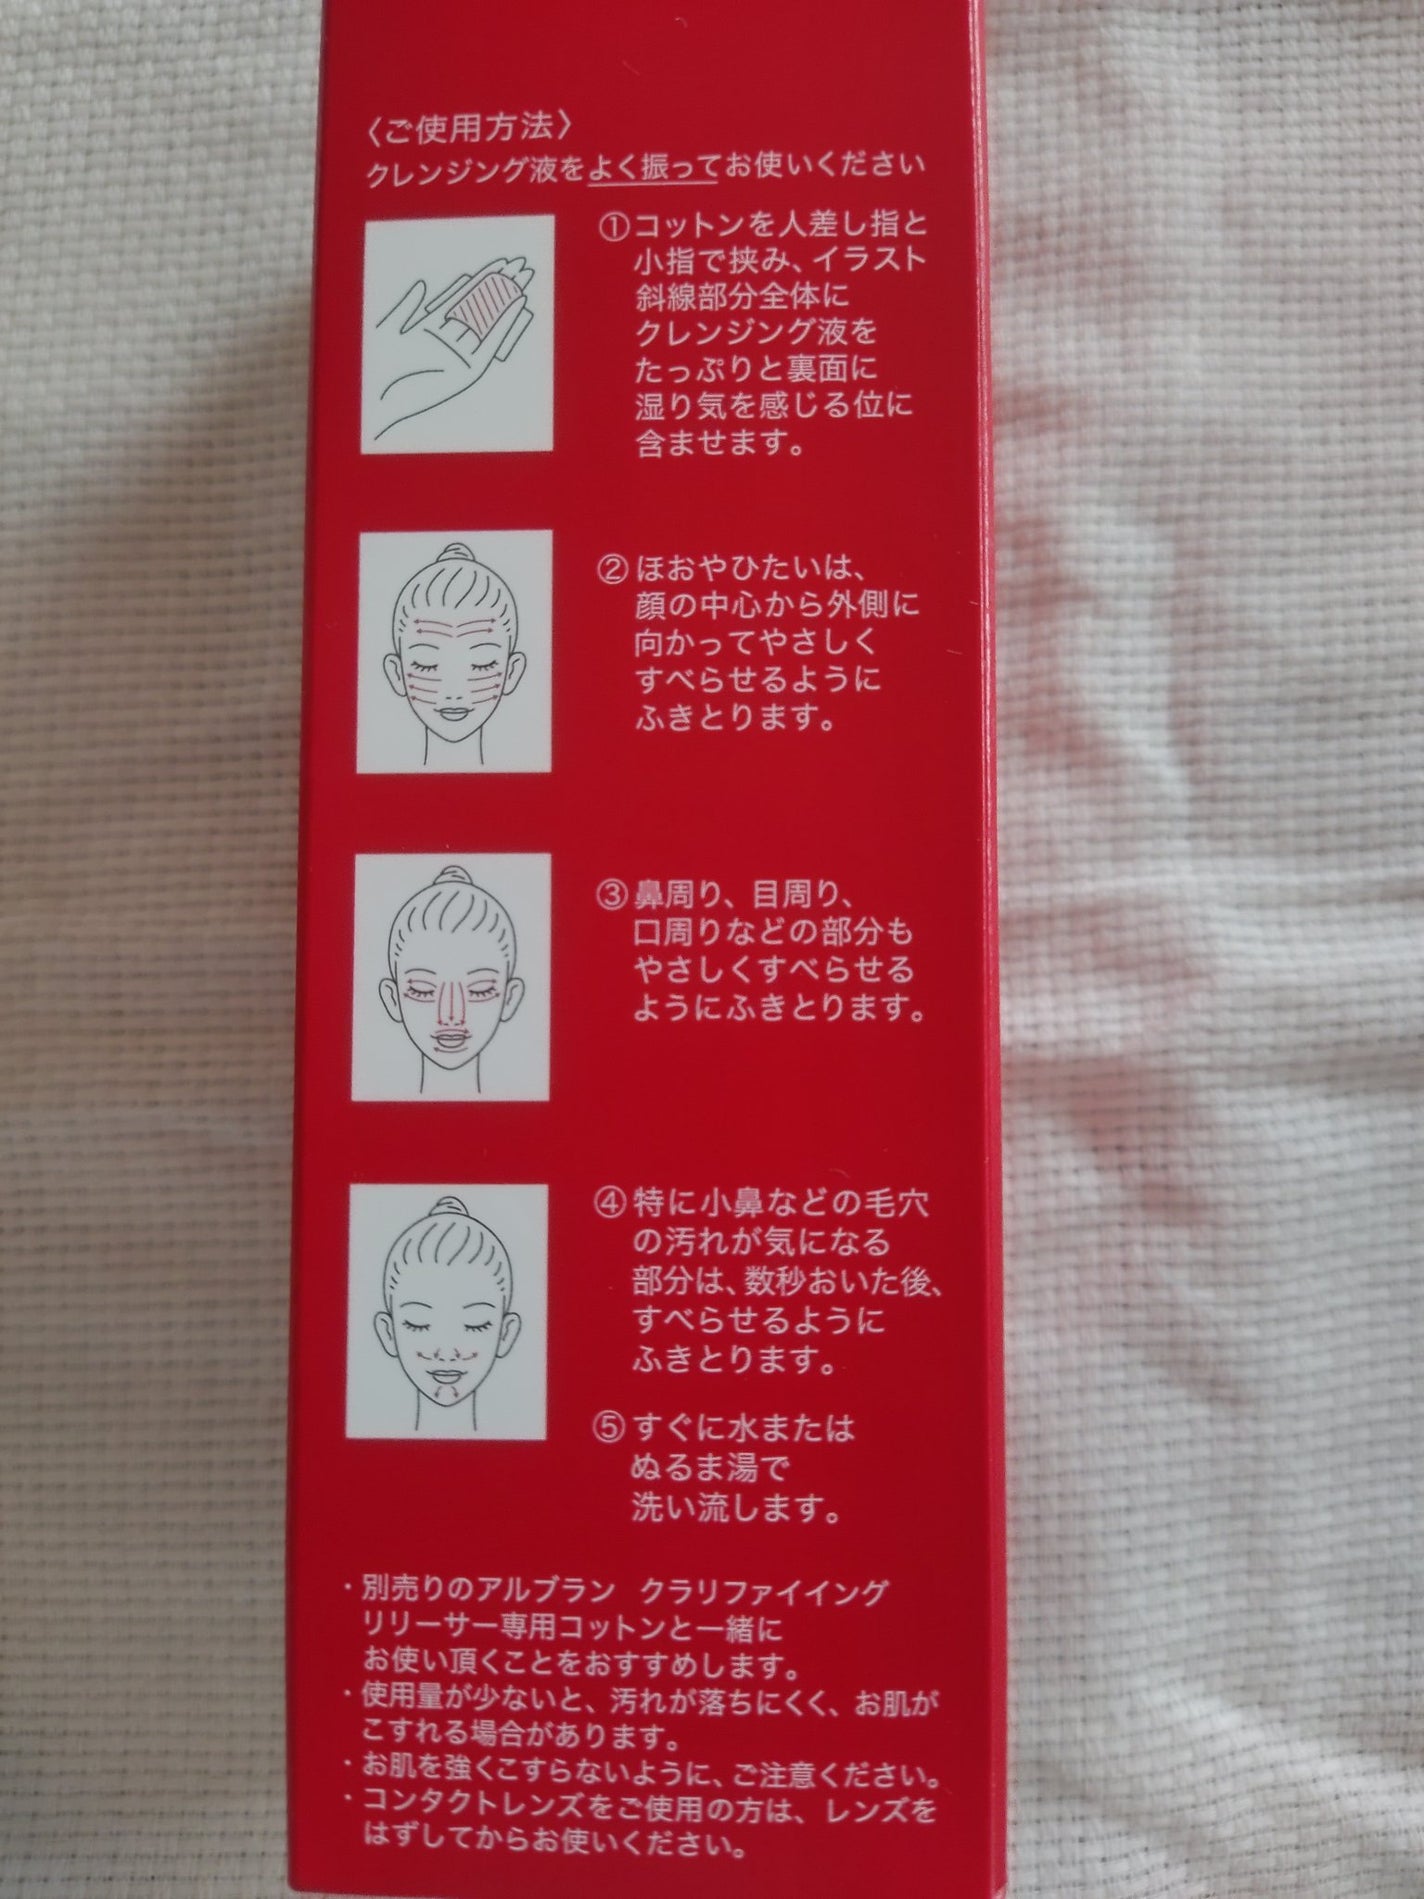 〈ご使用方法〉
クレンジング液をよく振ってお使いください
①コットンを人差し指と
小指で挟み、イラスト
斜線部分全体に
クレンジング液を
たっぷりと裏面に
湿り気を感じる位に
含ませます。
②ほおやひたいは、
顔の中心から外側に
向かってやさしく
すべらせるように
ふきとります。
③鼻周り、目周り、
口周りなどの部分も
やさしくすべらせる
ようにふきとります。
④特に小鼻などの毛穴
の汚れが気になる
部分は、数秒おいた後、
すべらせるように
ふきとります。
⑤すぐに水または
ぬるま湯で
洗い流します。
・別売りのアルブラン クラリファイイング
リリーサー専用コットンと一緒に
お使い頂くことをおすすめします。
・使用量が少ないと、汚れが落ちにくく、お肌が
こすれる場合があります。
・お肌を強くこすらないように、ご注意ください。
・コンタクトレンズをご使用の方は、レンズを
はずしてからお使いください。